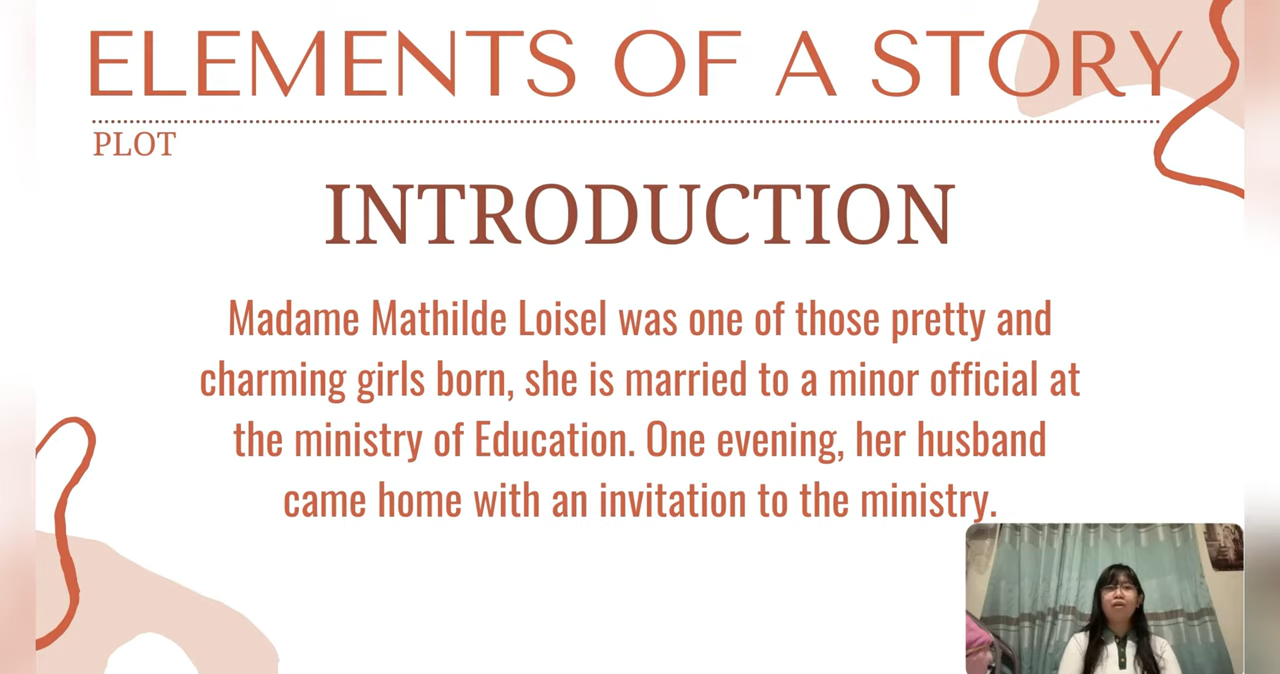 ELEMENTS OF A STORY
PLOT
INTRODUCTION
Madame Mathilde Loisel was one of those pretty and
charming girls born, she is married to a minor official at
the ministry of Education. One evening, her husband
came home with an invitation to the ministry.